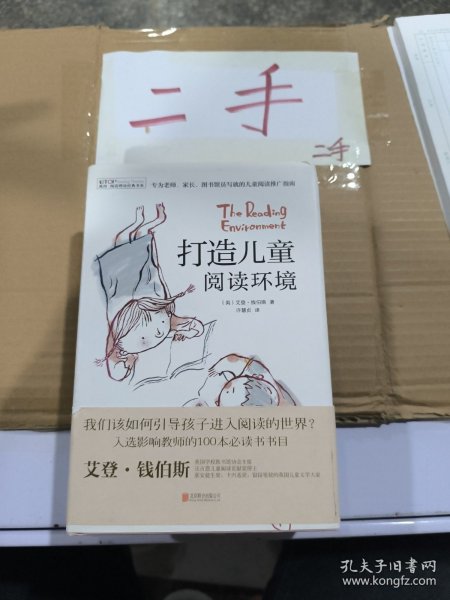 二手
二手
专为老师、家长、图书馆员写就的儿童阅读推广指南
The Reading
Environment
打造儿童
阅读环境
（英）艾登·钱伯斯 著
许慧贞 译
我们该如何引导孩子进入阅读的世界？
入选影响教师的100本必读书书目
艾登·钱伯斯
孔夫子旧书网
www.kongfz.com